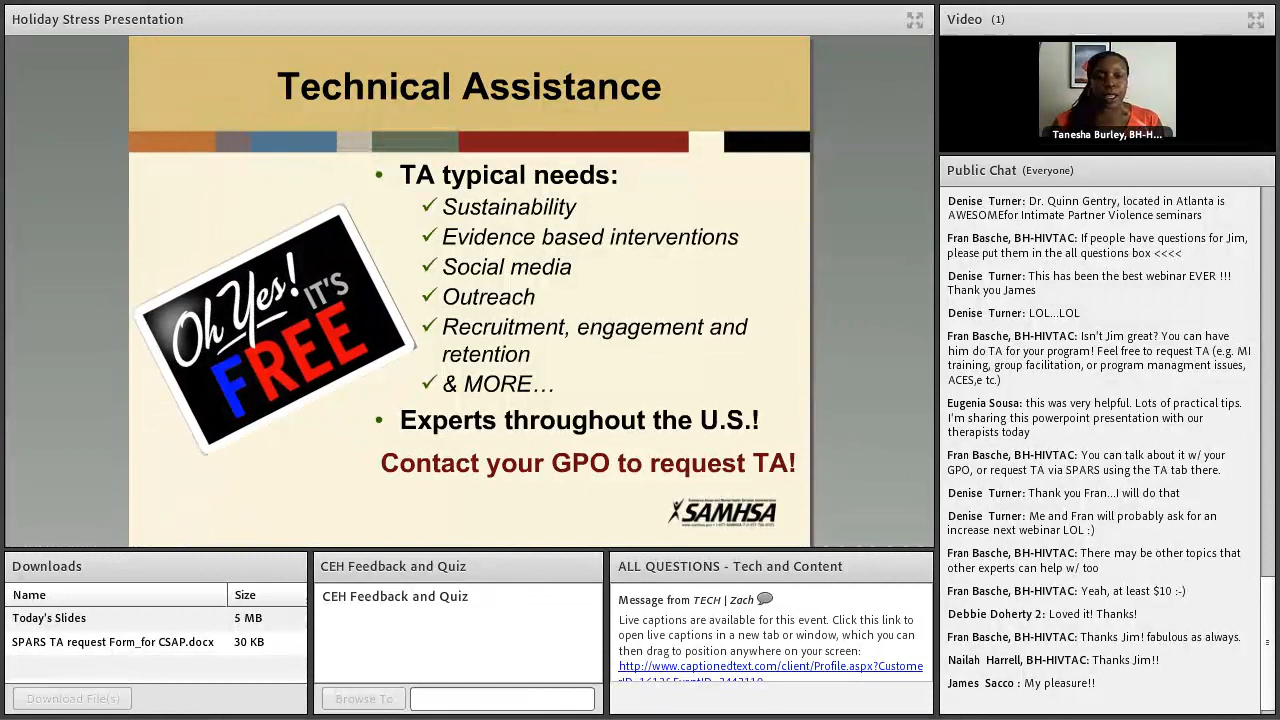 Holiday Stress Presentation
Technical Assistance
• TA typical needs:
✓ Sustainability
✓ Evidence based interventions
✓ Social media
✓ Outreach
✓ Recruitment, engagement and
retention
✓ & MORE…
• Experts throughout the U.S.!
Contact your GPO to request TA!
Oh Yes! IT'S
FREE
SAMHSA
Video (1)
Tanesha Burley, BH-H...
Public Chat (Everyone)
Denise Turner: Dr. Quinn Gentry, located in Atlanta is
AWESOMEfor Intimate Partner Violence seminars
Fran Basche, BH-HIVTAC: If people have questions for Jim,
please put them in the all questions box <<<<
Denise Turner: This has been the best webinar EVER !!!
Thank you James
Denise Turner: LOL...LOL
Fran Basche, BH-HIVTAC: Isn't Jim great? You can have
him do TA for your program! Feel free to request TA (e.g. MI
training, group facilitation, or program managment issues,
ACES,e tc.)
Eugenia Sousa: this was very helpful. Lots of practical tips.
I'm sharing this powerpoint presentation with our
therapists today
Fran Basche, BH-HIVTAC: You can talk about it w/ your
GPO, or request TA via SPARS using the TA tab there.
Denise Turner: Thank you Fran...I will do that
Denise Turner: Me and Fran will probably ask for an
increase next webinar LOL :)
Fran Basche, BH-HIVTAC: There may be other topics that
other experts can help w/ too
Fran Basche, BH-HIVTAC: Yeah, at least $10 :-)
Debbie Doherty 2: Loved it! Thanks!
Fran Basche, BH-HIVTAC: Thanks Jim! fabulous as always.
Nailah Harrell, BH-HIVTAC: Thanks Jim!!
James Sacco : My pleasure!!
Downloads
Name Size
Today's Slides 5 MB
SPARS TA request Form_for CSAP.docx 30 KB
Download File(s)
CEH Feedback and Quiz
CEH Feedback and Quiz
Browse To
ALL QUESTIONS - Tech and Content
Message from TECH | Zach
Live captions are available for this event. Click this link to
open live captions in a new tab or window, which you can
then drag to position anywhere on your screen:
http://www.captionedtext.com/client/Profile.aspx?Custome